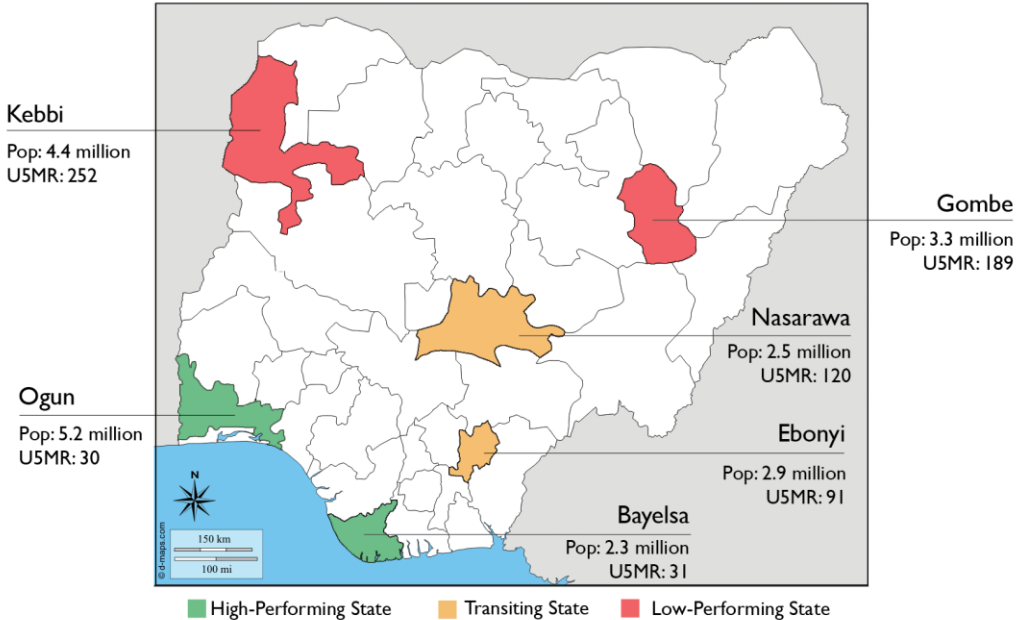 Kebbi
Pop: 4.4 million
U5MR: 252
Gombe
Pop: 3.3 million
U5MR: 189
Nasarawa
Pop: 2.5 million
U5MR: 120
Ogun
Pop: 5.2 million
U5MR: 30
Ebonyi
Pop: 2.9 million
U5MR: 91
Bayelsa
Pop: 2.3 million
U5MR: 31
N
150 km
100 mi
© d-maps.com
High-Performing State
Transiting State
Low-Performing State